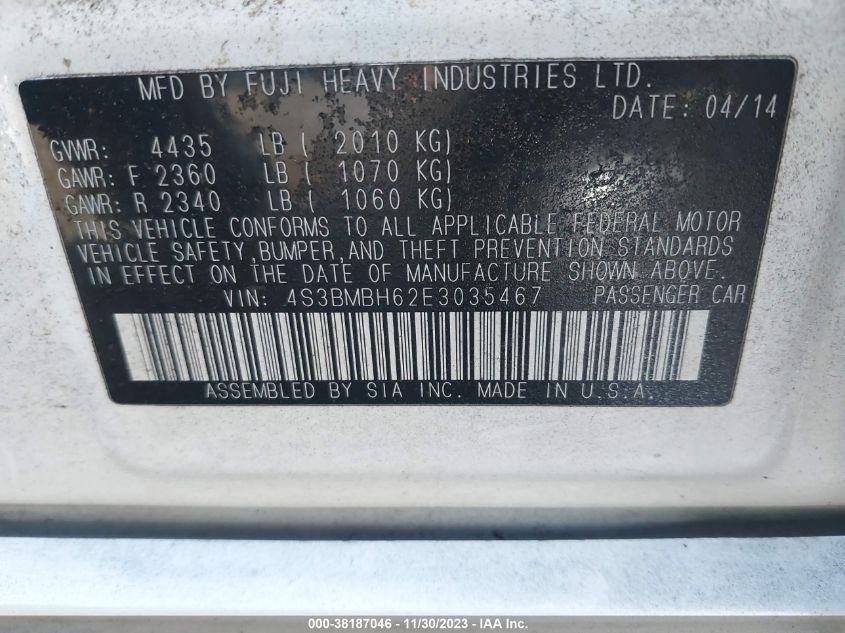 MFD BY FUJI HEAVY INDUSTRIES LTD.
DATE: 04/14
GVWR: 4435 LB ( 2010 KG)
GAWR: F 2360 LB ( 1070 KG)
GAWR: R 2340 LB ( 1060 KG)
THIS VEHICLE CONFORMS TO ALL APPLICABLE FEDERAL MOTOR
VEHICLE SAFETY,BUMPER,AND THEFT PREVENTION STANDARDS
IN EFFECT ON THE DATE OF MANUFACTURE SHOWN ABOVE.
VIN: 4S3BMBH62E3035467 PASSENGER CAR
ASSEMBLED BY SIA INC. MADE IN U.S.A.
000-38187046 - 11/30/2023 - IAA Inc.